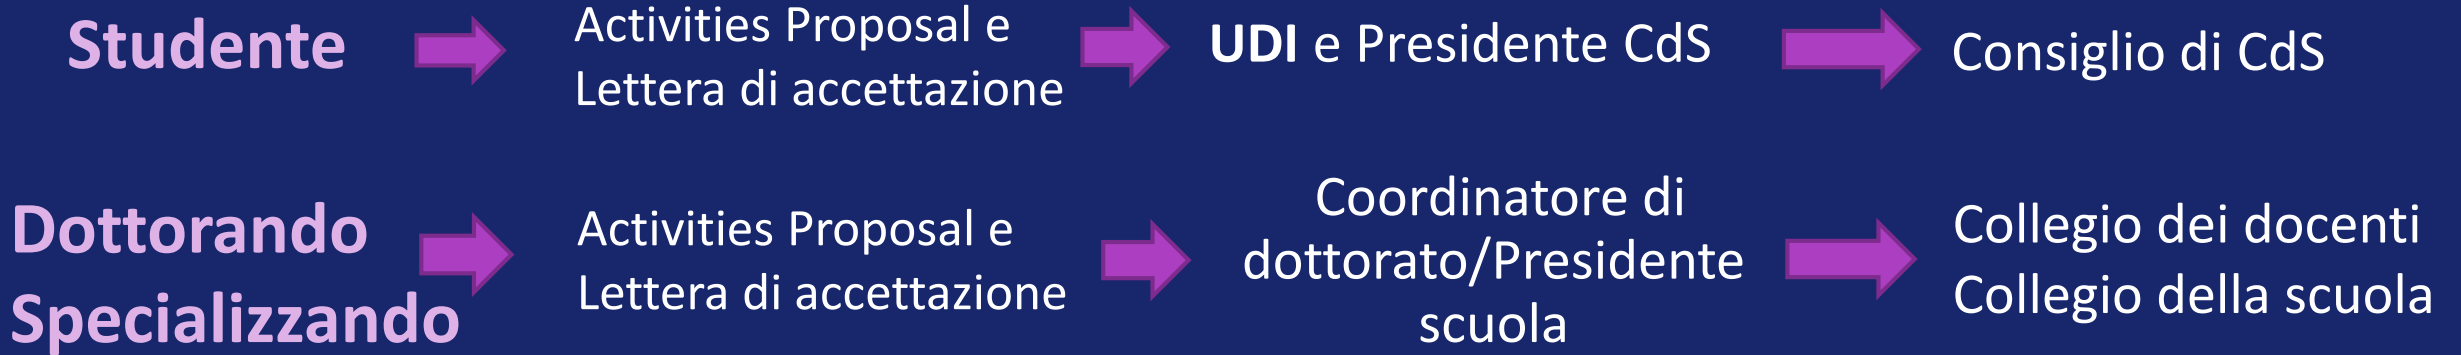 Studente
Activities Proposal e
Lettera di accettazione
UDI e Presidente CdS
Consiglio di CdS
Dottorando
Specializzando
Activities Proposal e
Lettera di accettazione
Coordinatore di
dottorato/Presidente
scuola
Collegio dei docenti
Collegio della scuola